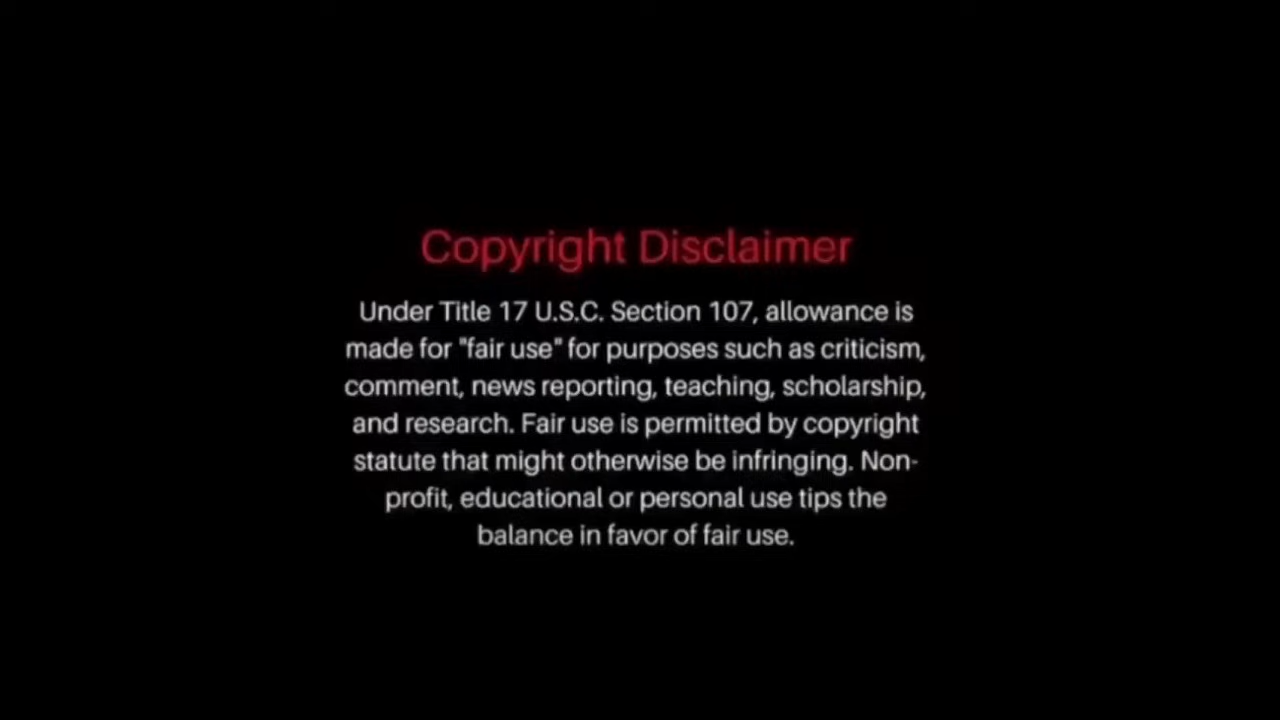 Copyright Disclaimer
Under Title 17 U.S.C. Section 107, allowance is
made for "fair use" for purposes such as criticism,
comment, news reporting, teaching, scholarship,
and research. Fair use is permitted by copyright
statute that might otherwise be infringing. Non-
profit, educational or personal use tips the
balance in favor of fair use.